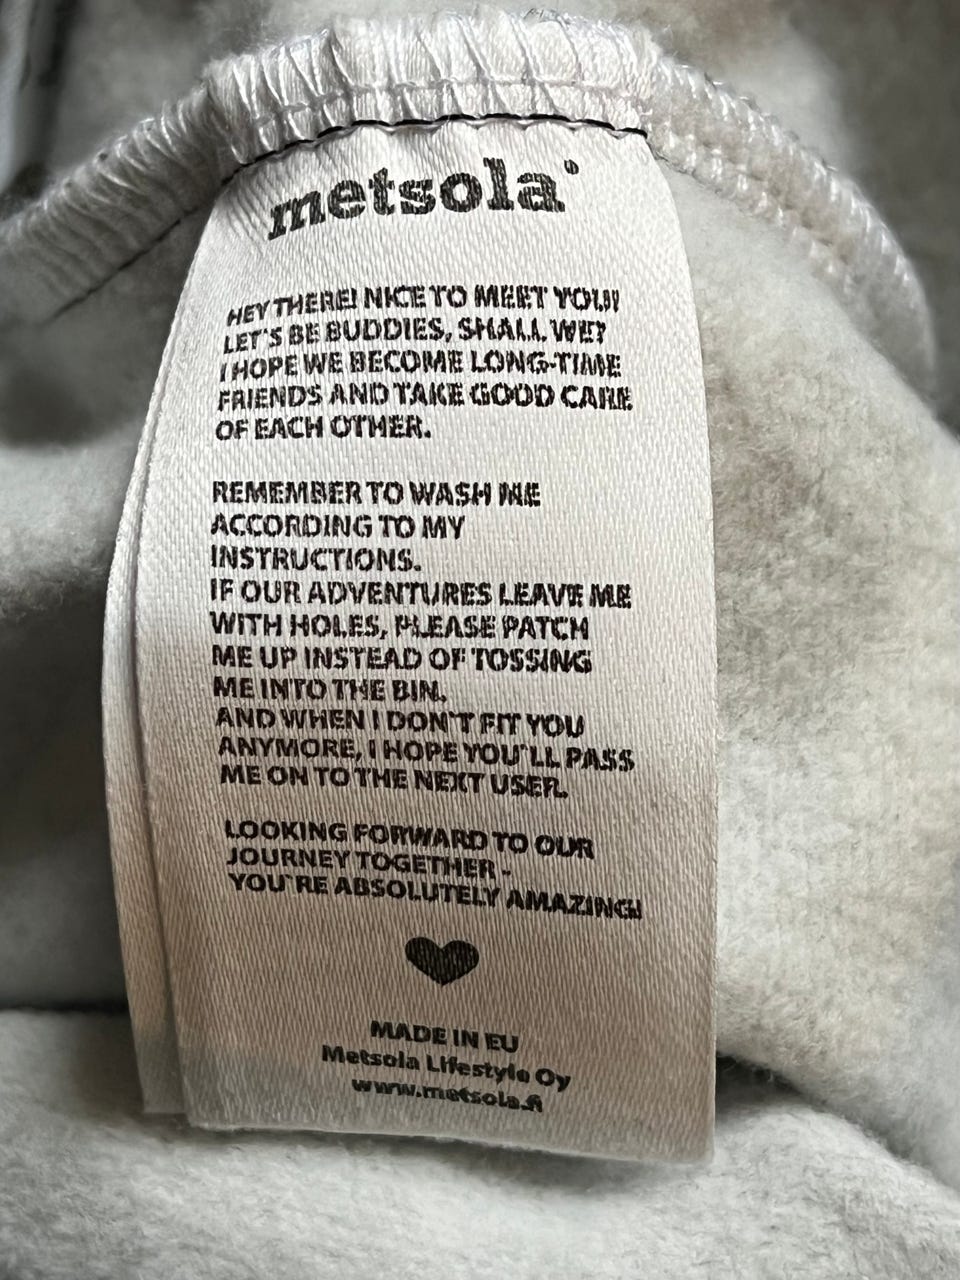 metsola
HEY THERE! NICE TO MEET YOU!
LET'S BE BUDDIES, SHALL WE?
I HOPE WE BECOME LONG-TIME
FRIENDS AND TAKE GOOD CARE
OF EACH OTHER.
REMEMBER TO WASH ME
ACCORDING TO MY
INSTRUCTIONS.
IF OUR ADVENTURES LEAVE ME
WITH HOLES, PLEASE PATCH
ME UP INSTEAD OF TOSSING
ME INTO THE BIN.
AND WHEN I DON'T FIT YOU
ANYMORE, I HOPE YOU'LL PASS
ME ON TO THE NEXT USER.
LOOKING FORWARD TO OUR
JOURNEY TOGETHER -
YOU'RE ABSOLUTELY AMAZING!
MADE IN EU
Metsola Lifestyle Oy
www.metsola.fi